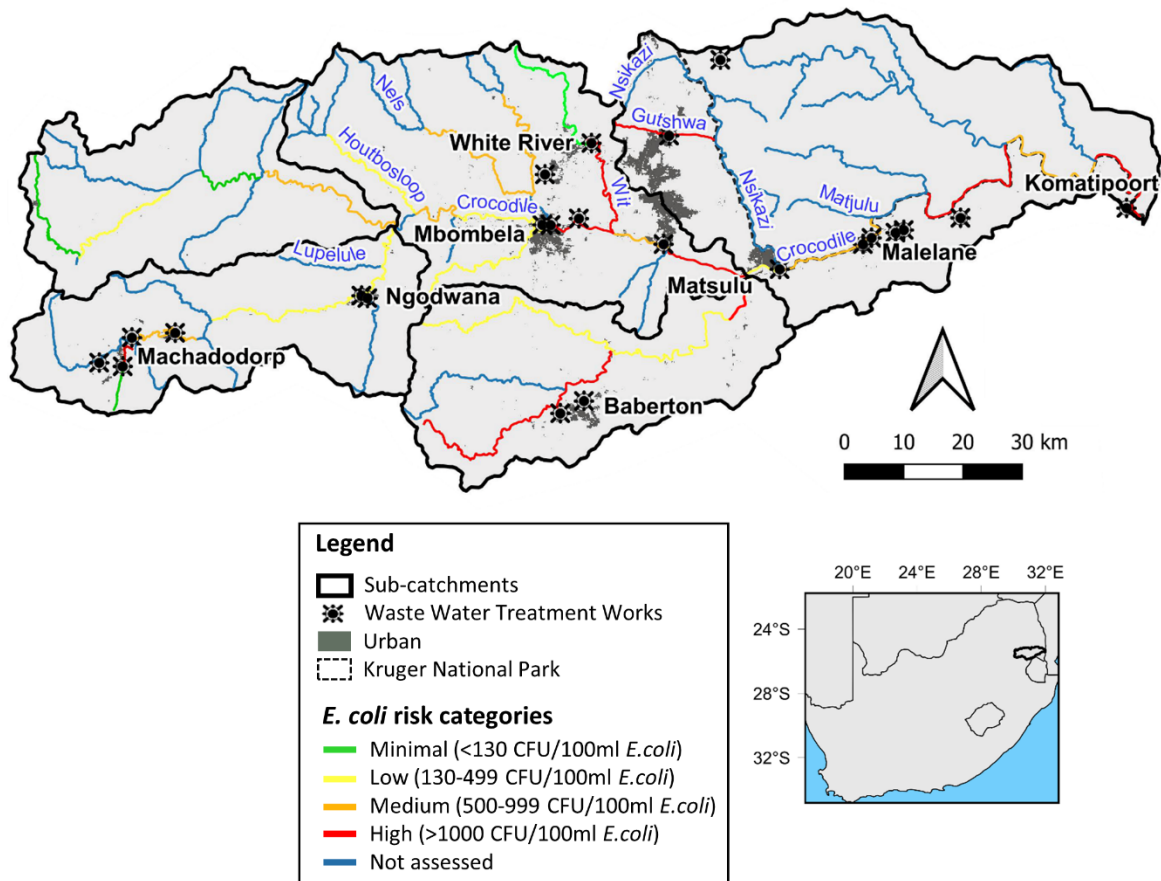 Nsikazi
Nels
Gutshwa
White River
Houtbosloop
Wit
Nsikazi
Komatipoort
Matjulu
Crocodile
Mbombela
Crocodile
Lupelule
Malelane
Matsulu
Ngodwana
Machadodorp
Baberton
0 10 20 30 km
Legend
Sub-catchments
Waste Water Treatment Works
Urban
Kruger National Park
E. coli risk categories
Minimal (<130 CFU/100ml E.coli)
Low (130-499 CFU/100ml E.coli)
Medium (500-999 CFU/100ml E.coli)
High (>1000 CFU/100ml E.coli)
Not assessed
20°E 24°E 28°E 32°E
24°S
28°S
32°S